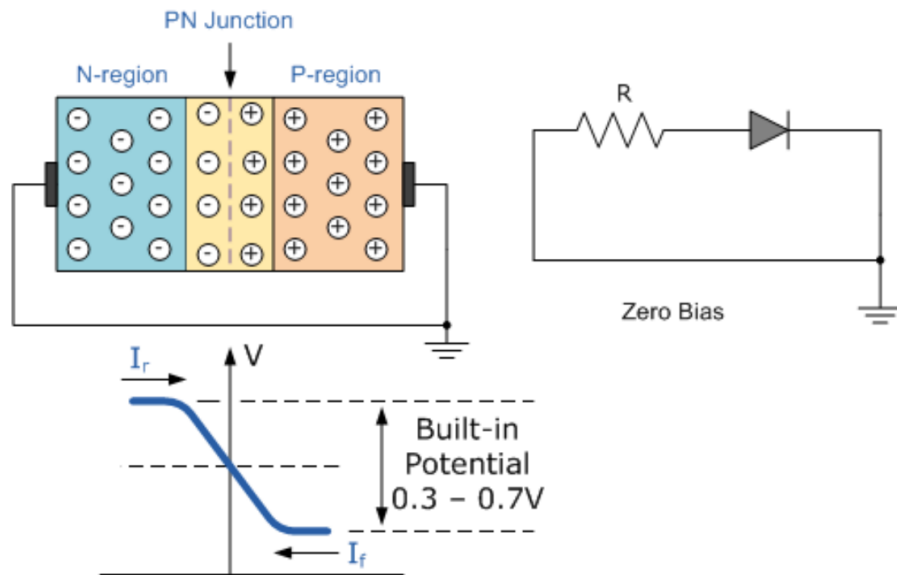 PN Junction
N-region
P-region
- - + +
- + + +
- - + +
- + + +
- - + +
- + + +
- - + +
R
Zero Bias
Ir
V
Built-in
Potential
0.3 – 0.7V
If